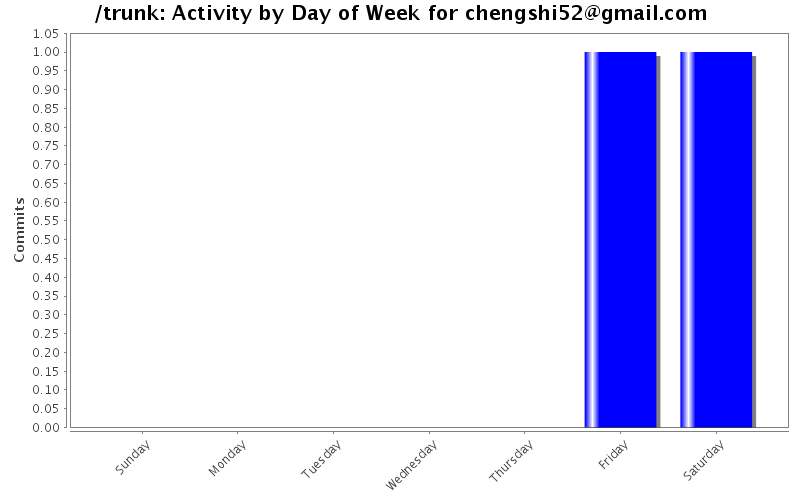 /trunk: Activity by Day of Week for chengshi52@gmail.com
1.05
1.00
0.95
0.90
0.85
0.80
0.75
0.70
0.65
0.60
0.55
0.50
0.45
0.40
0.35
0.30
0.25
0.20
0.15
0.10
0.05
0.00
Commits
Sunday
Monday
Tuesday
Wednesday
Thursday
Friday
Saturday